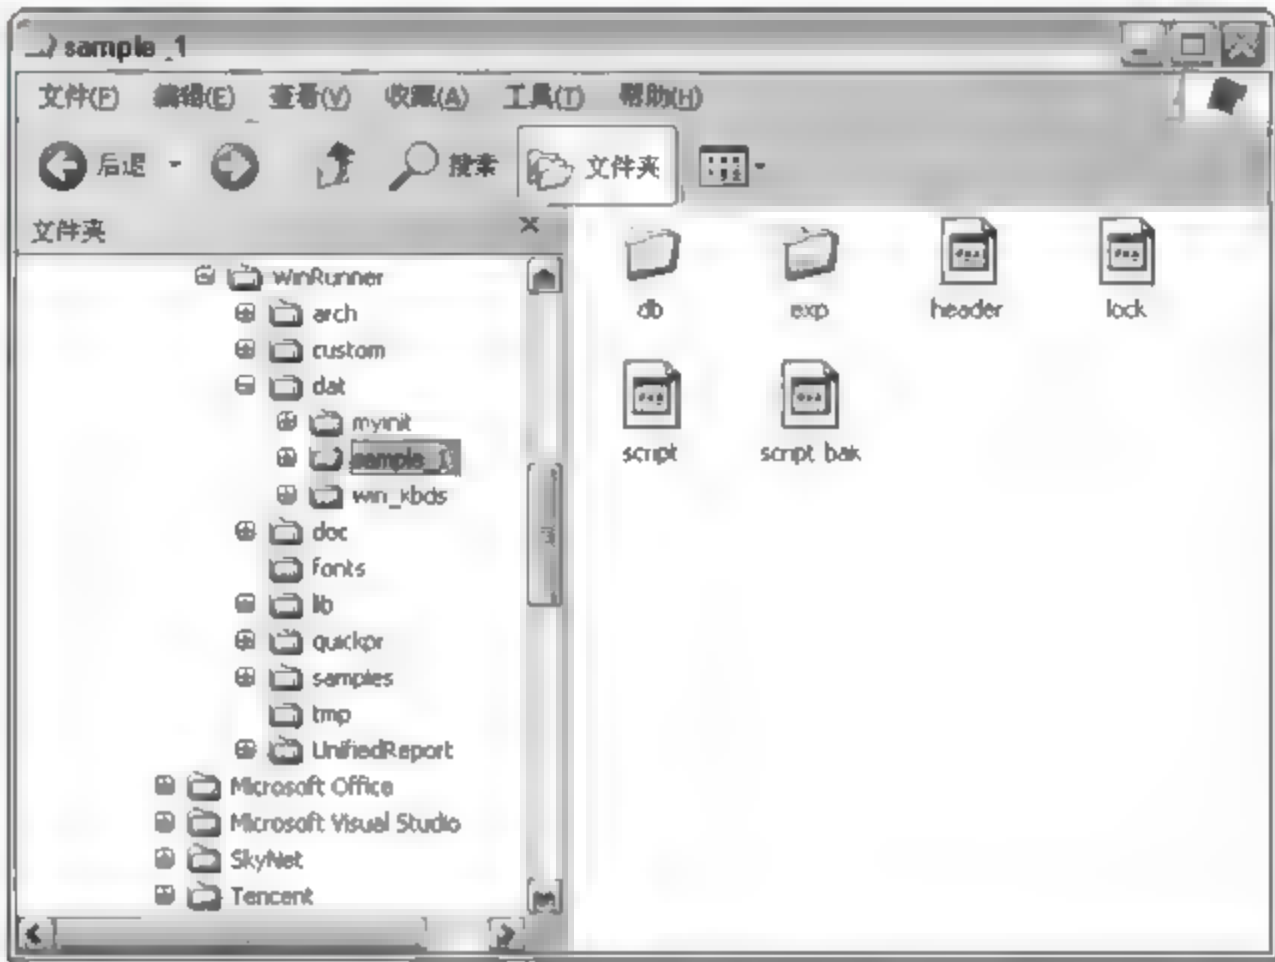 sample_1
文件(F) 编辑(E) 查看(V) 收藏(A) 工具(T) 帮助(H)
后退 搜索 文件夹
文件夹
WinRunner
arch
custom
dat
myinit
sample_1
win_kbds
doc
fonts
lib
quickpr
samples
tmp
UnifiedReport
Microsoft Office
Microsoft Visual Studio
SkyNet
Tencent
db exp header lock
script script bak